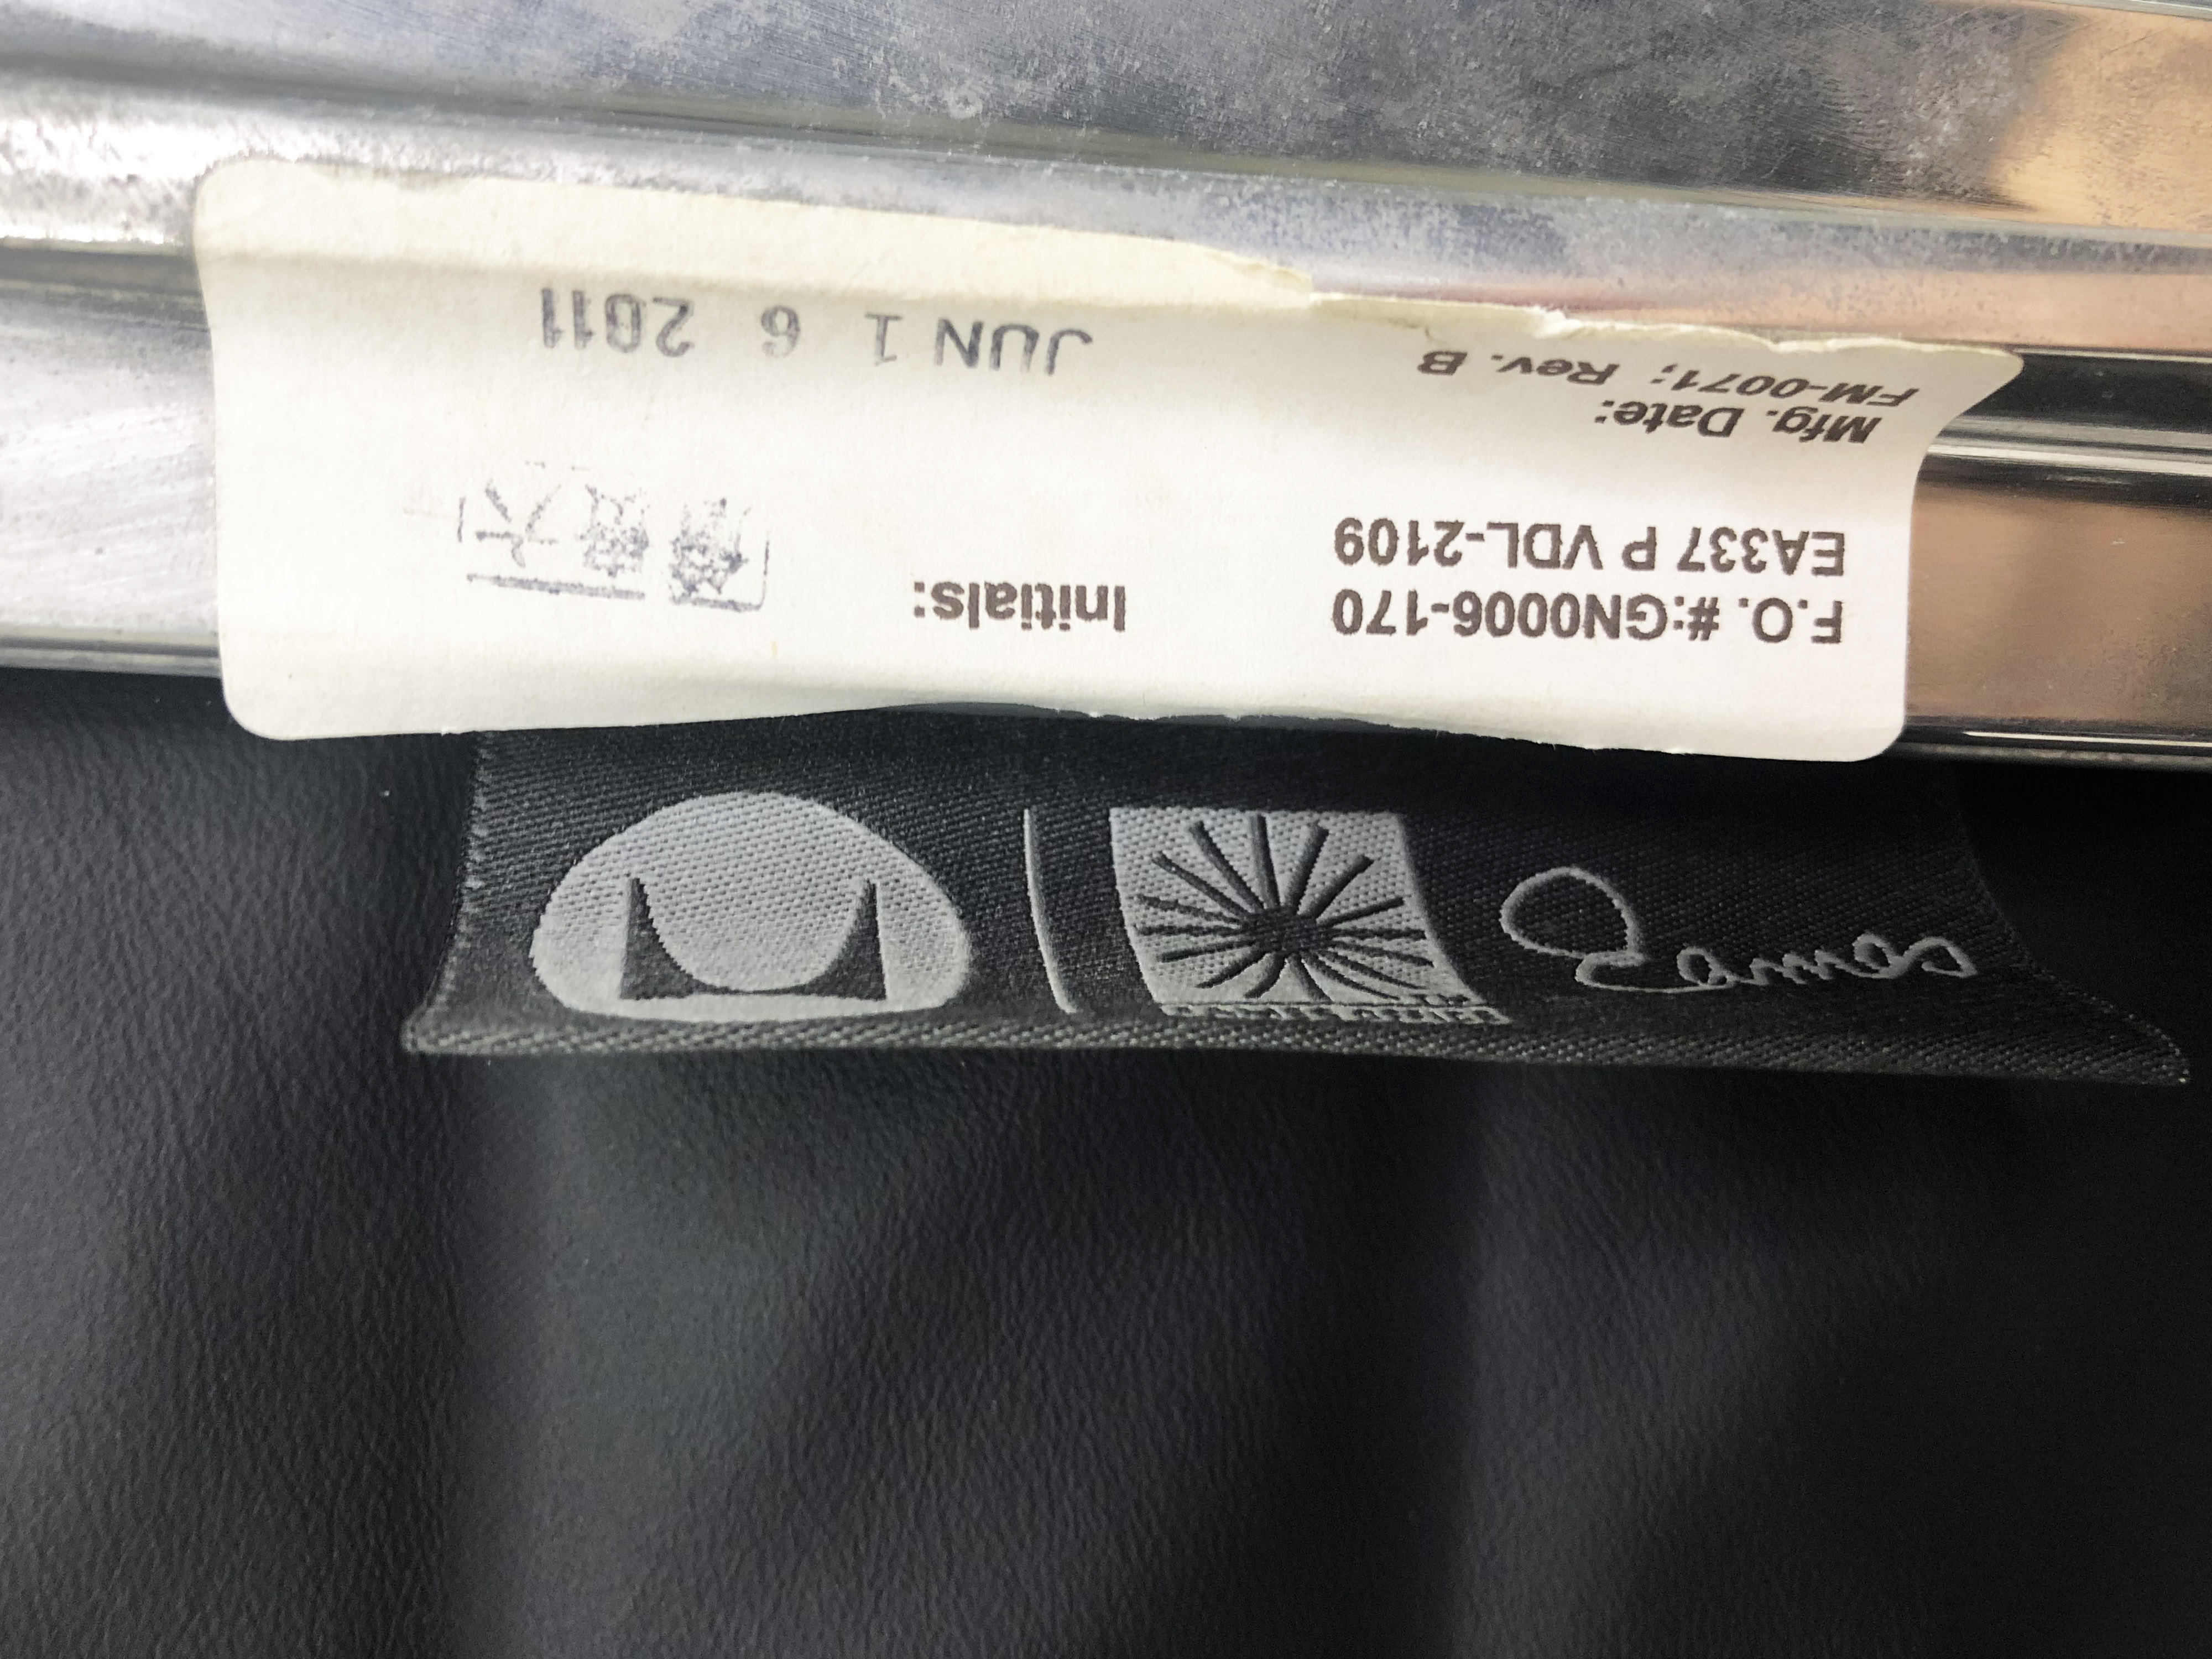 F.O. #:GN0006-170
Initials:
EA337 P VDL-2109
Mfg. Date:
JUN 1 6 2011
FM-0071; Rev. B
Eames